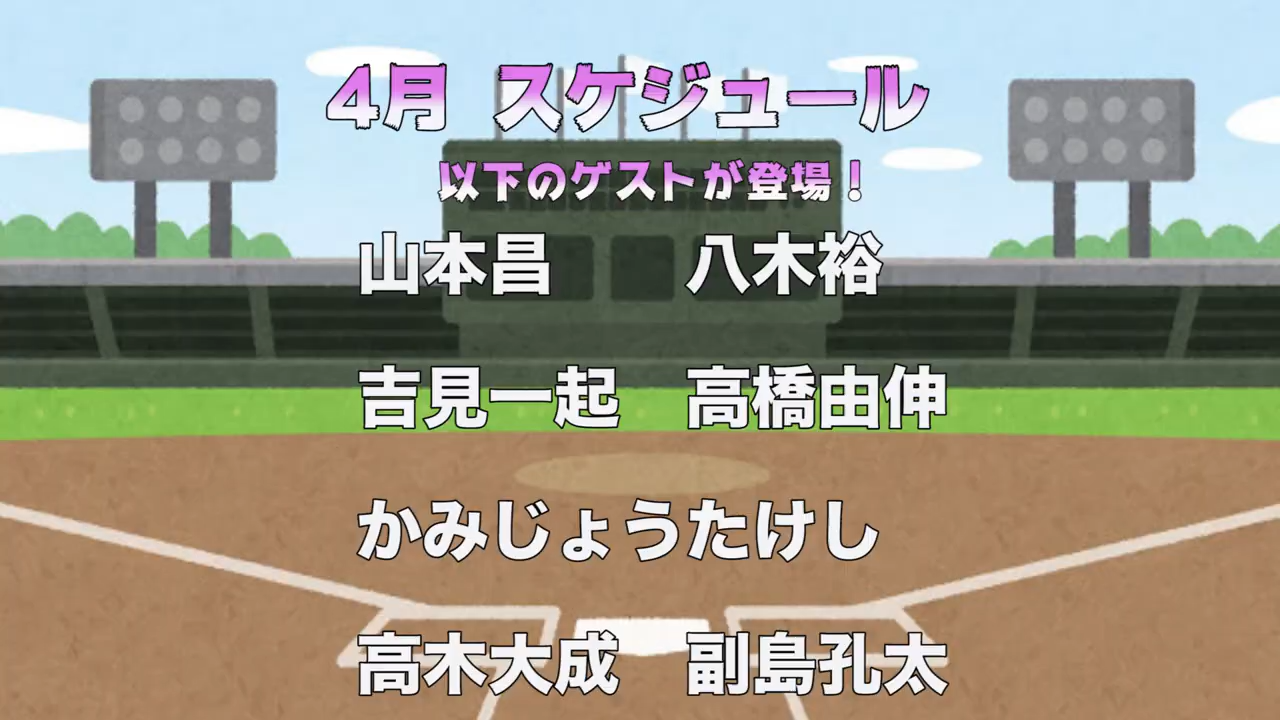 4月 スケジュール
以下のゲストが登場！
山本昌　八木裕
吉見一起　高橋由伸
かみじょうたけし
高木大成　副島孔太